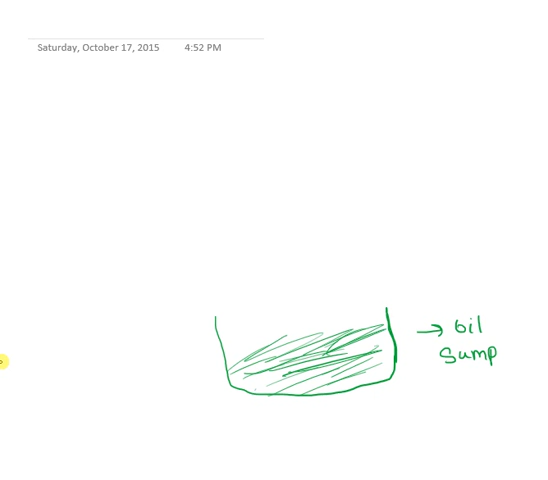 Saturday, October 17, 2015 4:52 PM
→ Oil
Sump